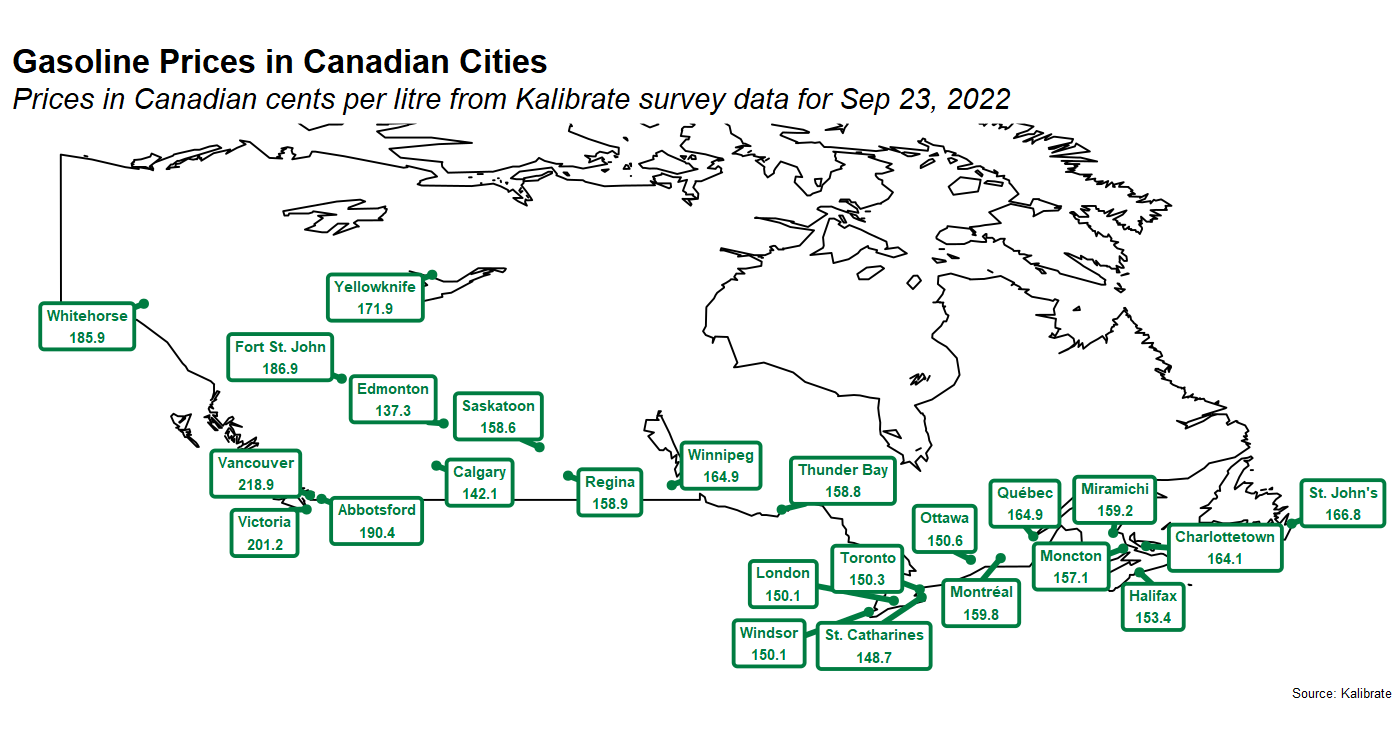 Gasoline Prices in Canadian Cities
Prices in Canadian cents per litre from Kalibrate survey data for Sep 23, 2022
Yellowknife
171.9
Whitehorse
185.9
Fort St. John
186.9
Edmonton
137.3
Saskatoon
158.6
Vancouver
218.9
Victoria
201.2
Abbotsford
190.4
Calgary
142.1
Regina
158.9
Winnipeg
164.9
Thunder Bay
158.8
London
150.1
Toronto
150.3
Windsor
150.1
St. Catharines
148.7
Ottawa
150.6
Montréal
159.8
Québec
164.9
Miramichi
159.2
Moncton
157.1
Charlottetown
164.1
Halifax
153.4
St. John's
166.8
Source: Kalibrate